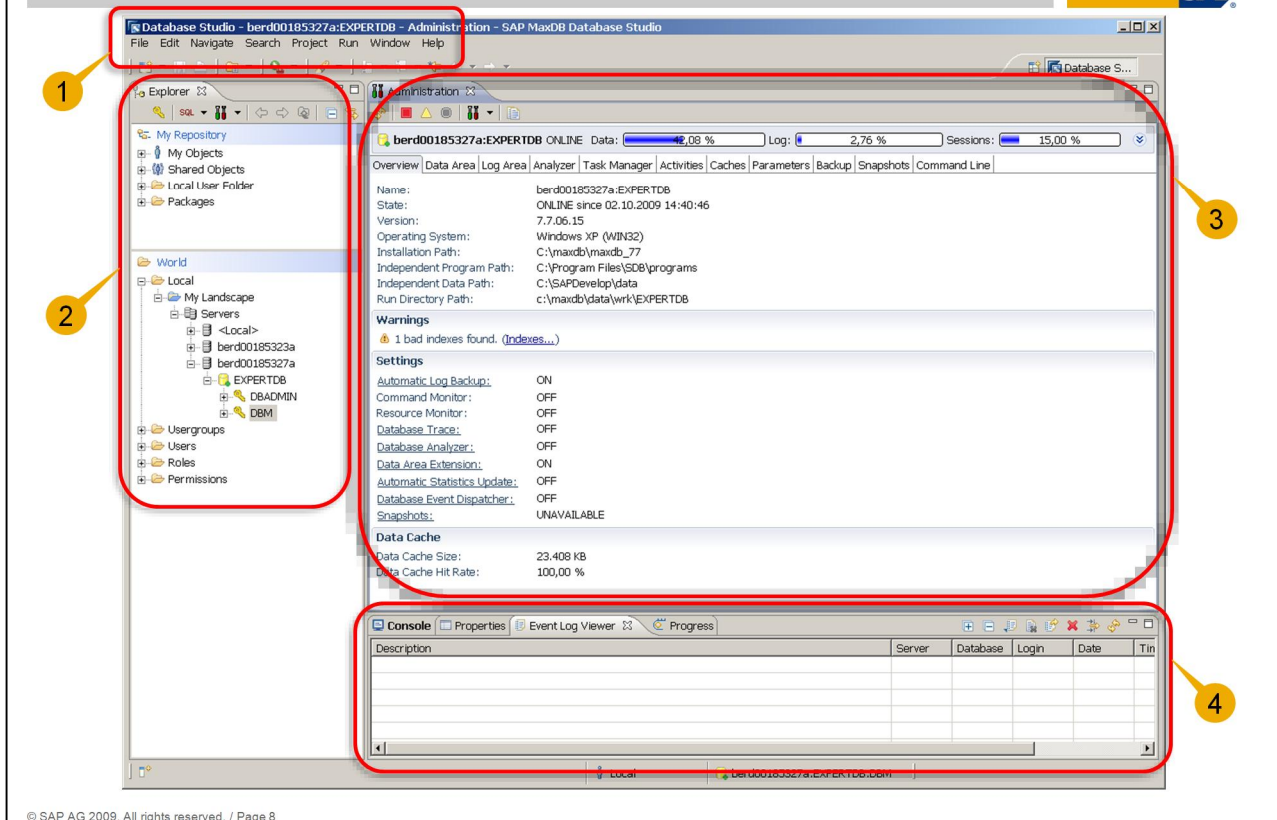 Database Studio - berd00185327a:EXPERTDB - Administration - SAP MaxDB Database Studio
File Edit Navigate Search Project Run Window Help
1
Database S...
Explorer
Administration
SQL
My Repository
My Objects
Shared Objects
Local User Folder
Packages
World
Local
My Landscape
Servers
<Local>
berd00185323a
berd00185327a
EXPERTDB
DBADMIN
DBM
Usergroups
Users
Roles
Permissions
2
berd00185327a:EXPERTDB ONLINE Data: 42,08 % Log: 2,76 % Sessions: 15,00 %
Overview Data Area Log Area Analyzer Task Manager Activities Caches Parameters Backup Snapshots Command Line
Name: berd00185327a:EXPERTDB
State: ONLINE since 02.10.2009 14:40:46
Version: 7.7.06.15
Operating System: Windows XP (WIN32)
Installation Path: C:\maxdb\maxdb_77
Independent Program Path: C:\Program Files\SDB\programs
Independent Data Path: C:\SAPDevelop\data
Run Directory Path: c:\maxdb\data\wrk\EXPERTDB
Warnings
1 bad indexes found. (Indexes...)
Settings
Automatic Log Backup: ON
Command Monitor: OFF
Resource Monitor: OFF
Database Trace: OFF
Database Analyzer: OFF
Data Area Extension: ON
Automatic Statistics Update: OFF
Database Event Dispatcher: OFF
Snapshots: UNAVAILABLE
Data Cache
Data Cache Size: 23.408 KB
Data Cache Hit Rate: 100,00 %
3
Console Properties Event Log Viewer Progress
Description Server Database Login Date Tim
4
Local berd00185327a:EXPERTDB:DBM
© SAP AG 2009. All rights reserved. / Page 8